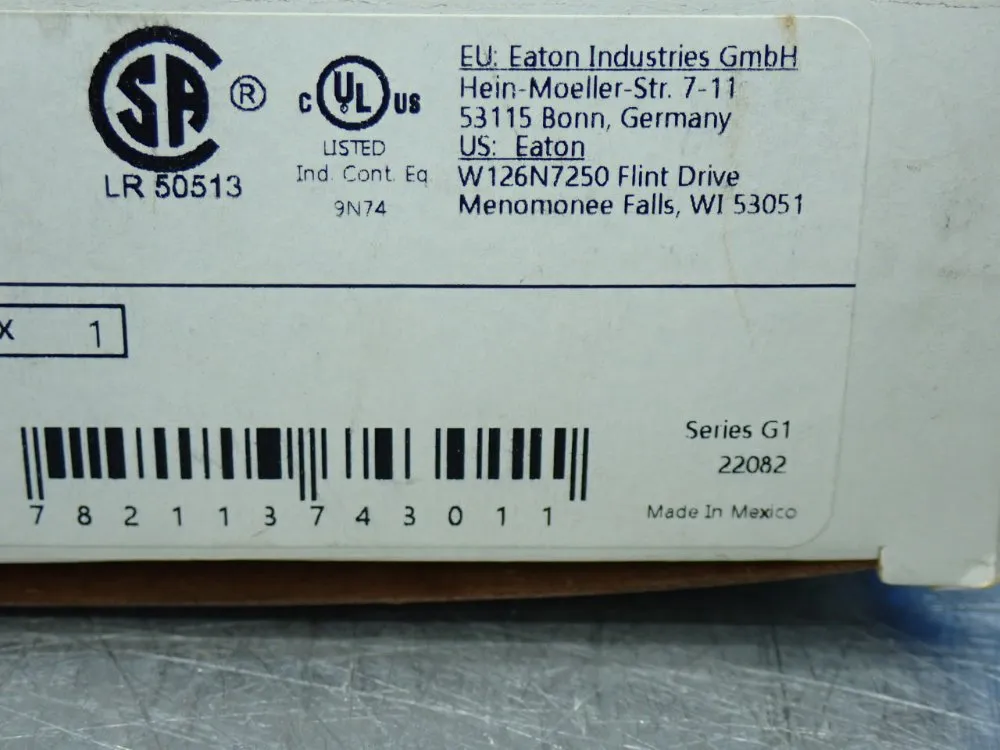 SA ®
LR 50513
C UL US
LISTED
Ind. Cont. Eq
9N74
EU: Eaton Industries GmbH
Hein-Moeller-Str. 7-11
53115 Bonn, Germany
US: Eaton
W126N7250 Flint Drive
Menomonee Falls, WI 53051
X 1
7 8 2 1 1 3 7 4 3 0 1 1
Series G1
22082
Made In Mexico